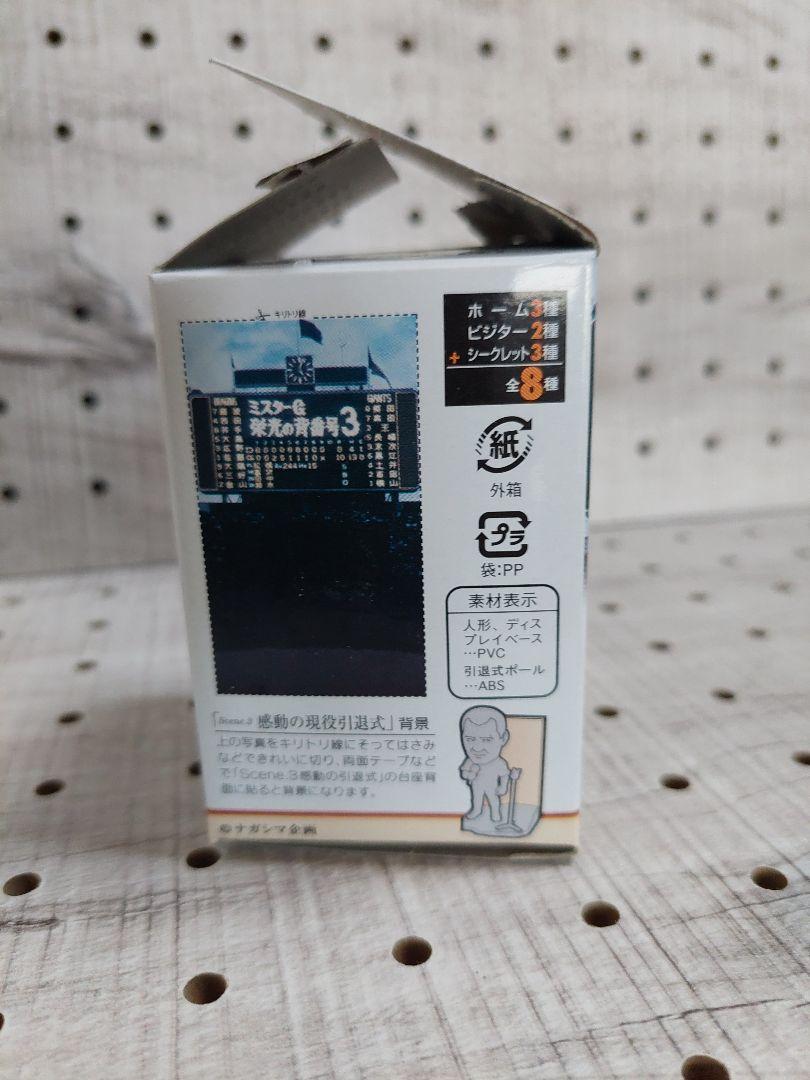 キリトリ線
GIANTS
ミスターG
栄光の背番号3
ホーム3種
ビジター2種
+シークレット3種
全8種
紙
外箱
プラ
袋:PP
素材表示
人形、ディス
プレイベース
…PVC
引退式ポール
…ABS
「Scene.3 感動の現役引退式」背景
上の写真をキリトリ線にそってはさみ
などできれいに切り、両面テープなど
で「Scene.3感動の引退式」の台座背
面に貼ると背景になります。
©ナガシマ企画